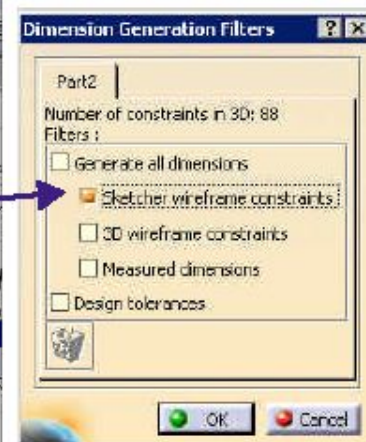 Dimension Generation Filters
Part2
Number of constraints in 3D: 88
Filters :
Generate all dimensions
Sketcher wireframe constraints
3D wireframe constraints
Measured dimensions
Design tolerances
OK Cancel